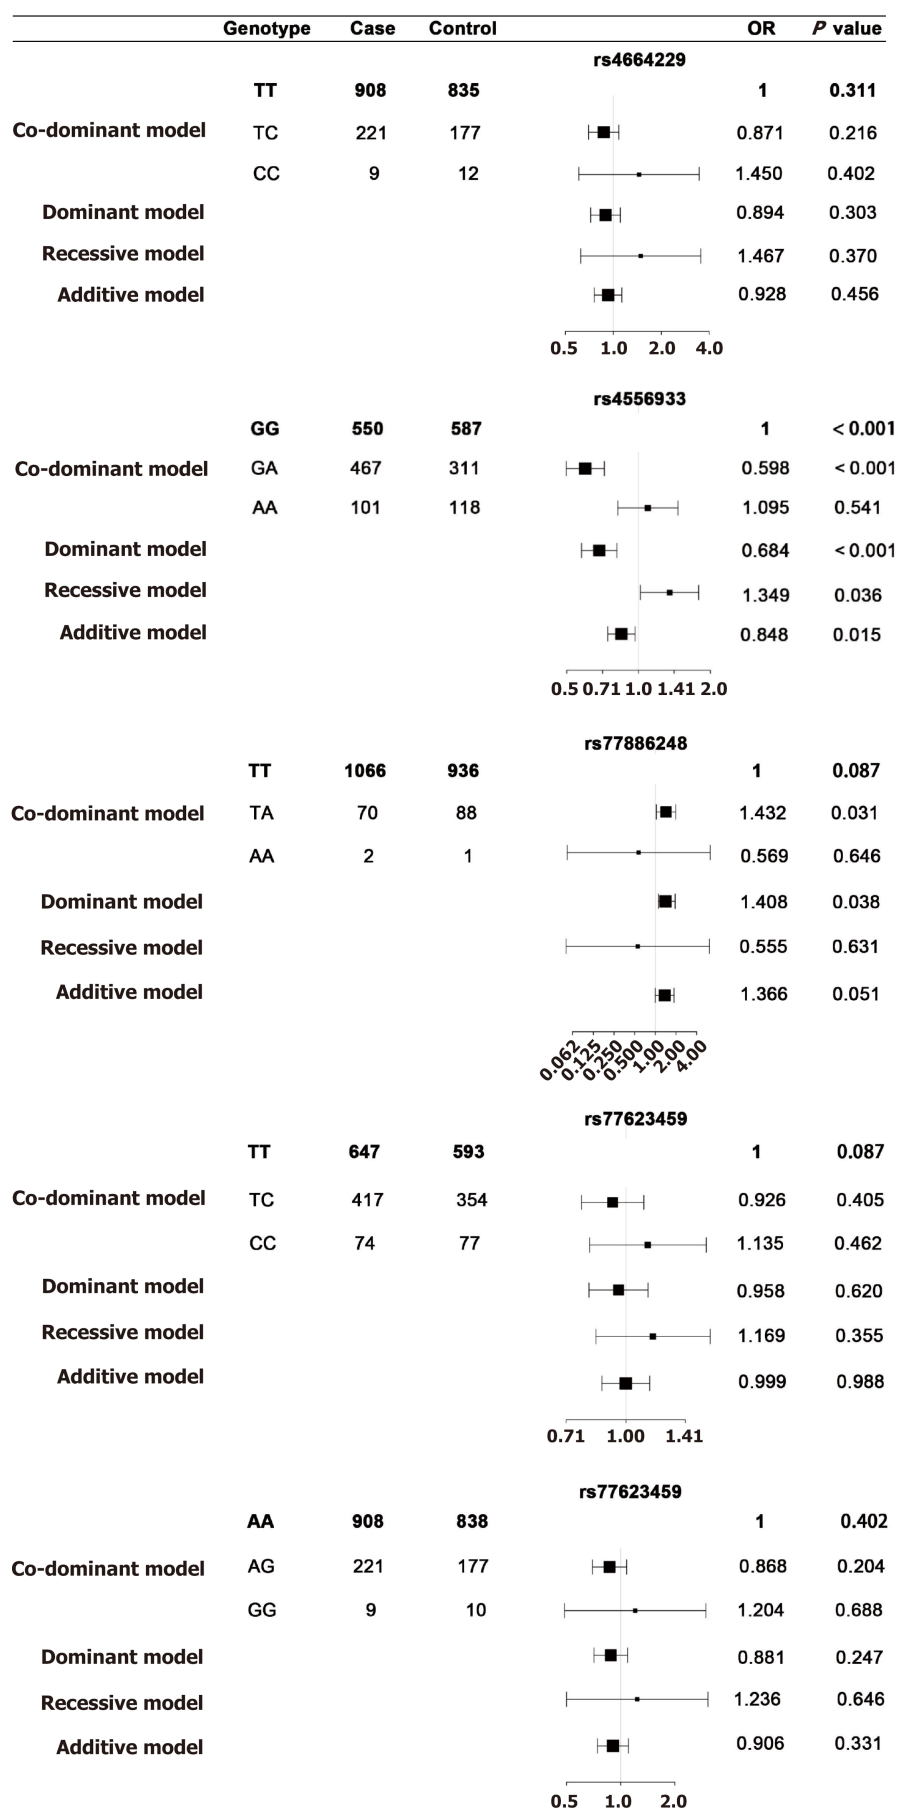 Genotype Case Control OR P value
rs4664229
TT 908 835 1 0.311
Co-dominant model TC 221 177 0.871 0.216
CC 9 12 1.450 0.402
Dominant model 0.894 0.303
Recessive model 1.467 0.370
Additive model 0.928 0.456
0.5 1.0 2.0 4.0
rs4556933
GG 550 587 1 < 0.001
Co-dominant model GA 467 311 0.598 < 0.001
AA 101 118 1.095 0.541
Dominant model 0.684 < 0.001
Recessive model 1.349 0.036
Additive model 0.848 0.015
0.5 0.71 1.0 1.41 2.0
rs77886248
TT 1066 936 1 0.087
Co-dominant model TA 70 88 1.432 0.031
AA 2 1 0.569 0.646
Dominant model 1.408 0.038
Recessive model 0.555 0.631
Additive model 1.366 0.051
0.062 0.125 0.250 0.500 1.00 2.00 4.00
rs77623459
TT 647 593 1 0.087
Co-dominant model TC 417 354 0.926 0.405
CC 74 77 1.135 0.462
Dominant model 0.958 0.620
Recessive model 1.169 0.355
Additive model 0.999 0.988
0.71 1.00 1.41
rs77623459
AA 908 838 1 0.402
Co-dominant model AG 221 177 0.868 0.204
GG 9 10 1.204 0.688
Dominant model 0.881 0.247
Recessive model 1.236 0.646
Additive model 0.906 0.331
0.5 1.0 2.0